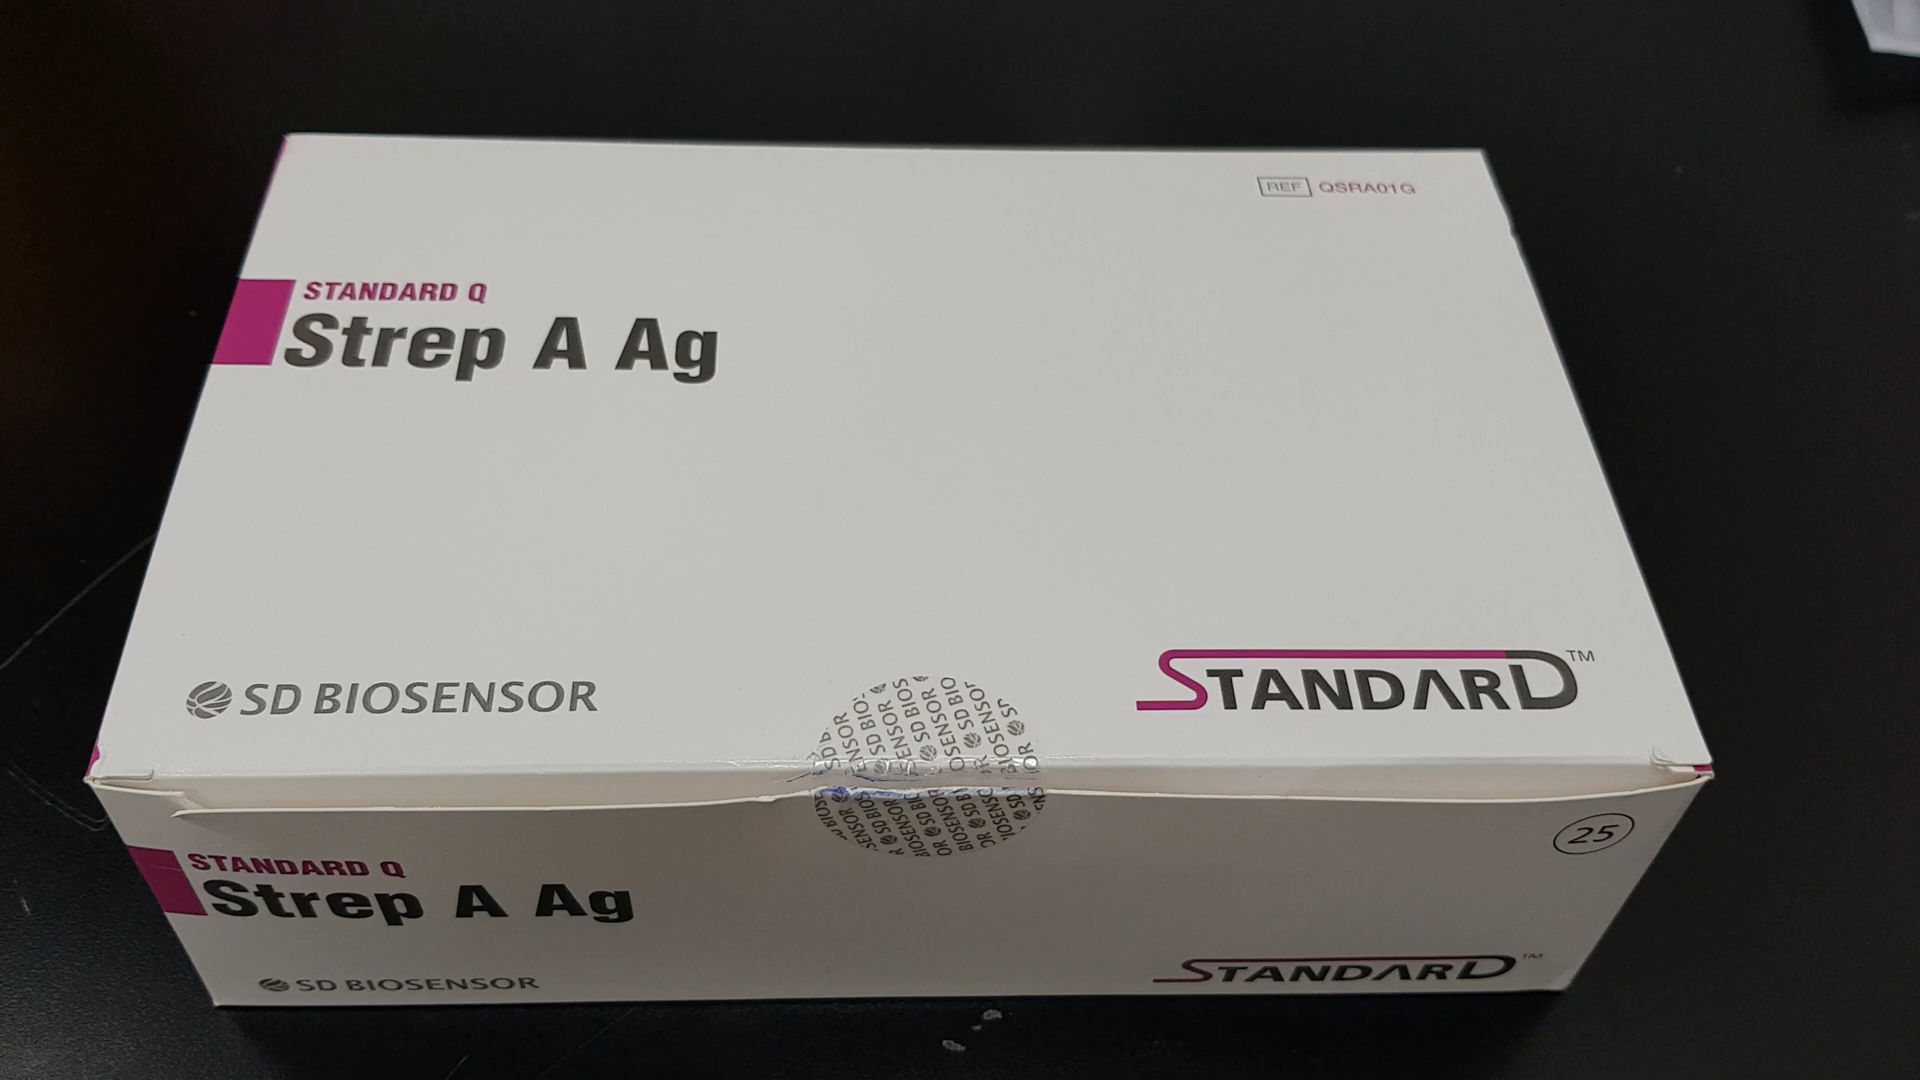 REF QSRA01G
STANDARD Q
Strep A Ag
SD BIOSENSOR
STANDARD™
SD BIOSENSOR
25
STANDARD Q
Strep A Ag
SD BIOSENSOR
STANDARD™